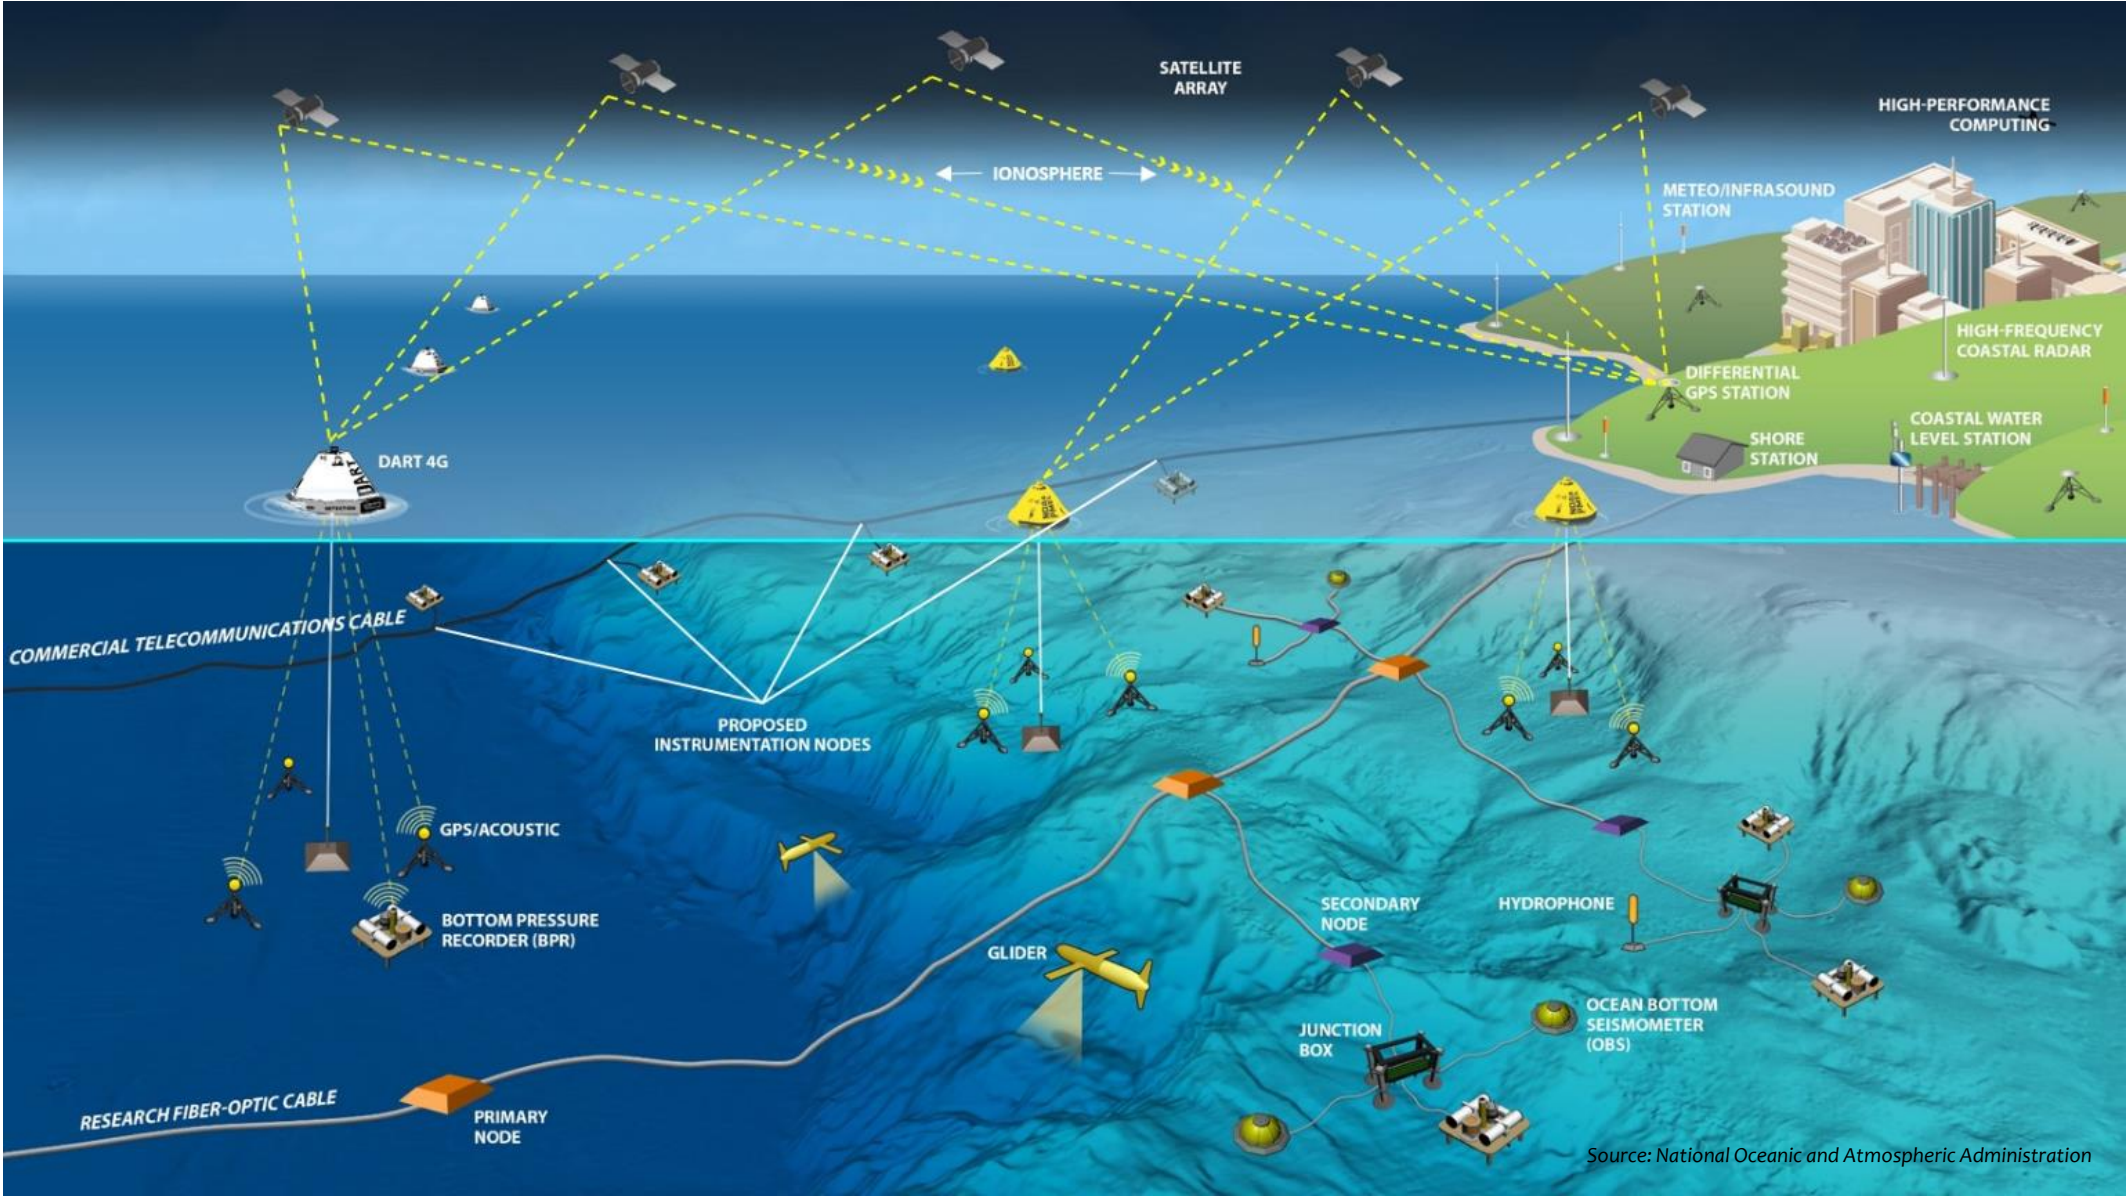 SATELLITE
ARRAY
HIGH-PERFORMANCE
COMPUTING
IONOSPHERE
METEO/INFRASOUND
STATION
HIGH-FREQUENCY
COASTAL RADAR
DIFFERENTIAL
GPS STATION
COASTAL WATER
LEVEL STATION
SHORE
STATION
DART 4G
DART
COMMERCIAL TELECOMMUNICATIONS CABLE
PROPOSED
INSTRUMENTATION NODES
GPS/ACOUSTIC
BOTTOM PRESSURE
RECORDER (BPR)
SECONDARY
NODE
HYDROPHONE
GLIDER
OCEAN BOTTOM
SEISMOMETER
(OBS)
JUNCTION
BOX
RESEARCH FIBER-OPTIC CABLE
PRIMARY
NODE
Source: National Oceanic and Atmospheric Administration